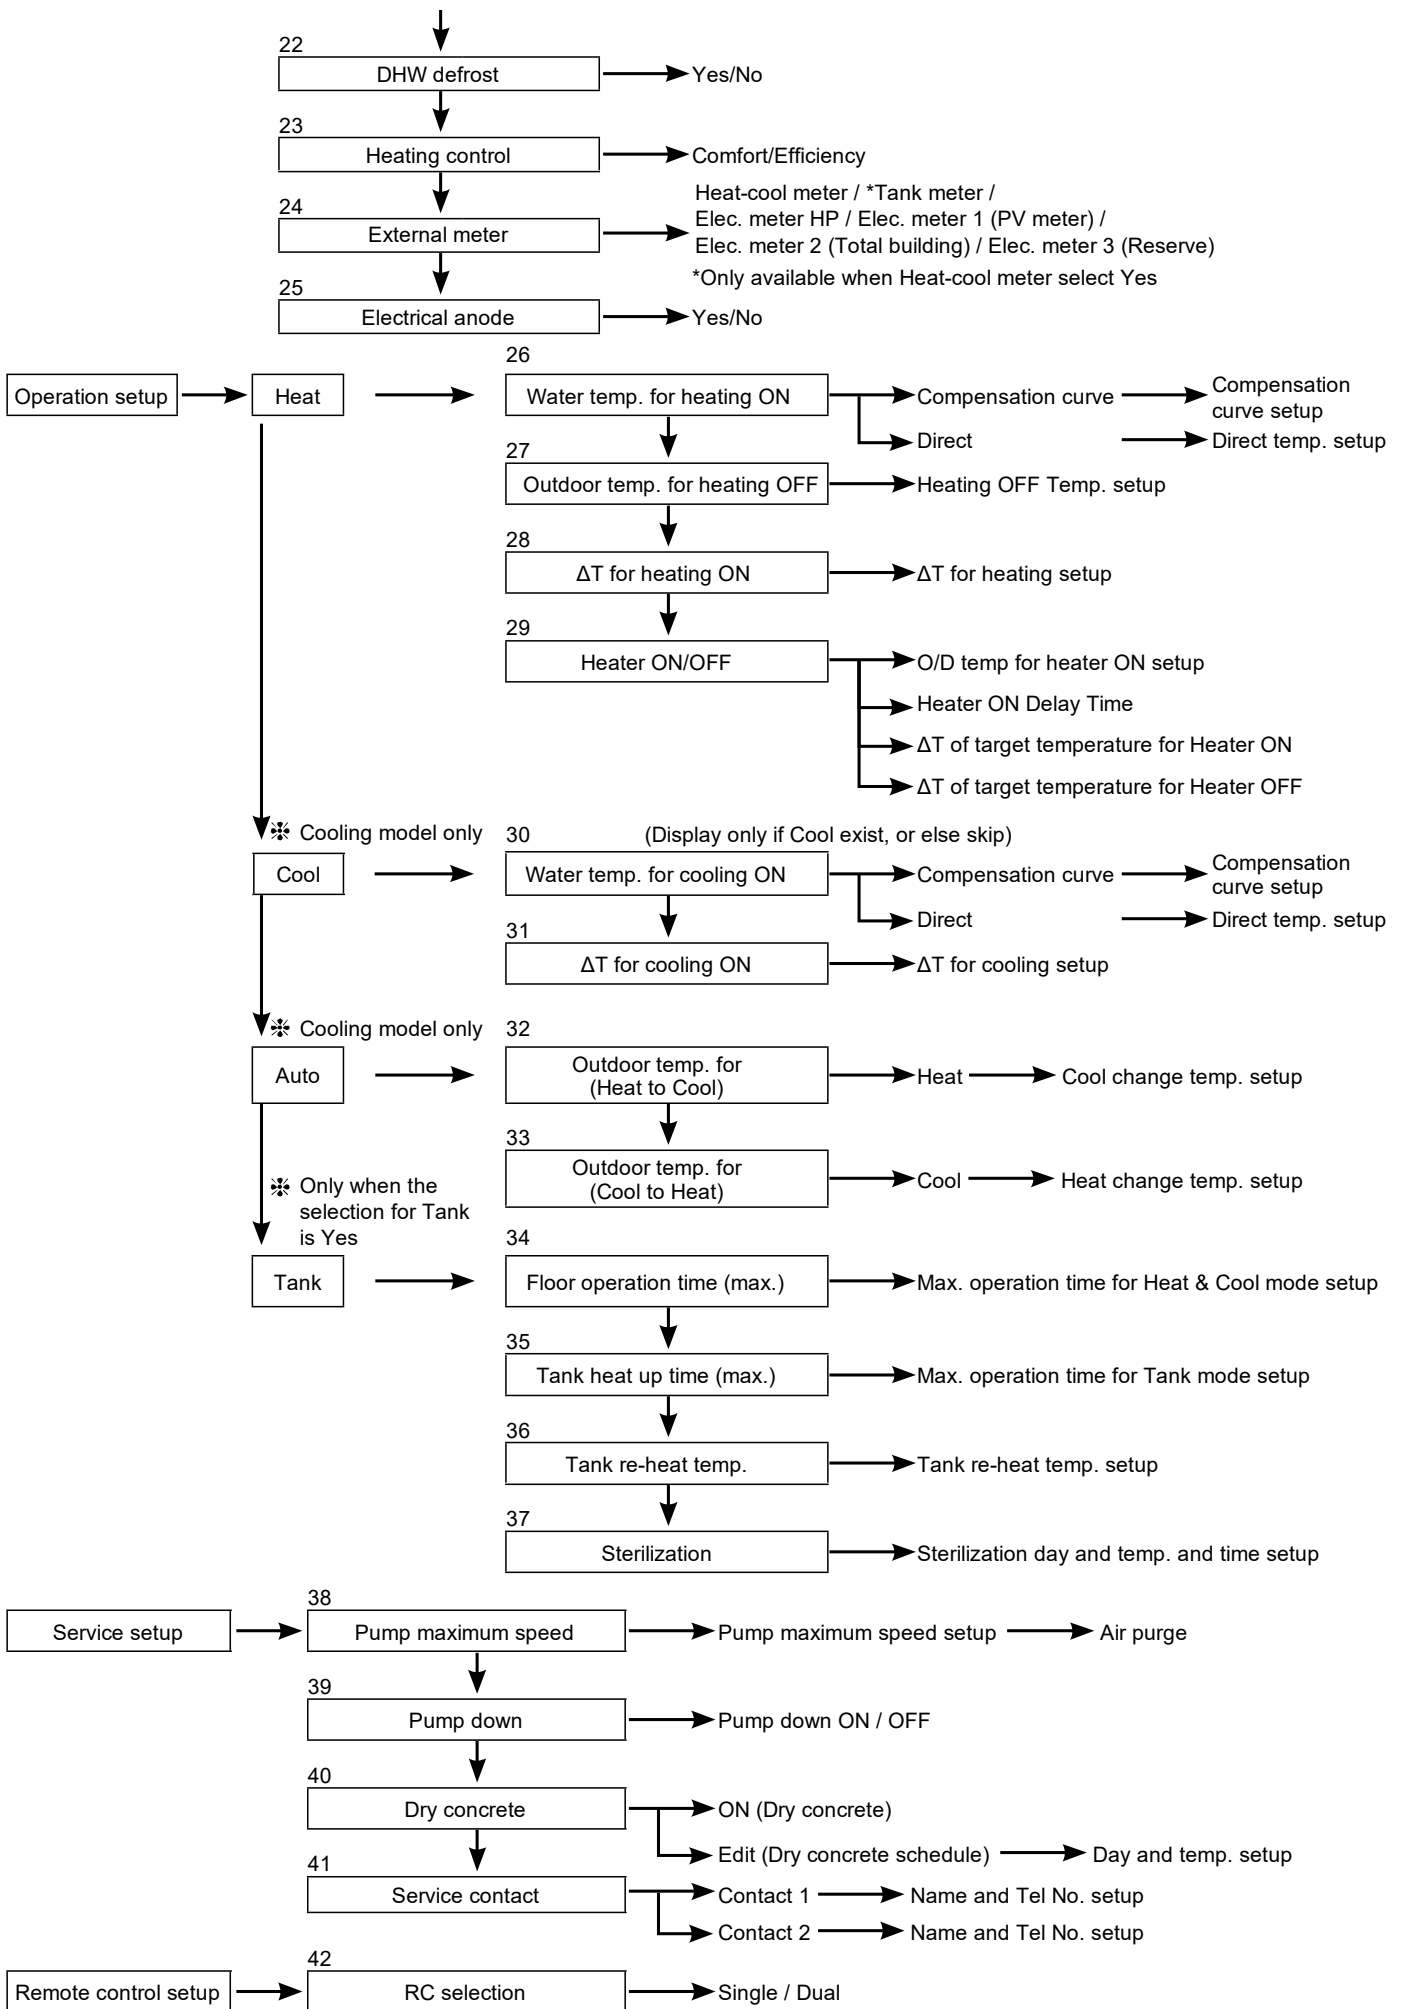 22
DHW defrost
Yes/No
23
Heating control
Comfort/Efficiency
24
External meter
Heat-cool meter / *Tank meter /
Elec. meter HP / Elec. meter 1 (PV meter) /
Elec. meter 2 (Total building) / Elec. meter 3 (Reserve)
*Only available when Heat-cool meter select Yes
25
Electrical anode
Yes/No
Operation setup
Heat
26
Water temp. for heating ON
Compensation curve
Compensation
curve setup
Direct
Direct temp. setup
27
Outdoor temp. for heating OFF
Heating OFF Temp. setup
28
ΔT for heating ON
ΔT for heating setup
29
Heater ON/OFF
O/D temp for heater ON setup
Heater ON Delay Time
ΔT of target temperature for Heater ON
ΔT of target temperature for Heater OFF
Cooling model only
Cool
30
(Display only if Cool exist, or else skip)
Water temp. for cooling ON
Compensation curve
Compensation
curve setup
Direct
Direct temp. setup
31
ΔT for cooling ON
ΔT for cooling setup
Cooling model only
Auto
32
Outdoor temp. for
(Heat to Cool)
Heat
Cool change temp. setup
33
Outdoor temp. for
(Cool to Heat)
Cool
Heat change temp. setup
Only when the
selection for Tank
is Yes
Tank
34
Floor operation time (max.)
Max. operation time for Heat & Cool mode setup
35
Tank heat up time (max.)
Max. operation time for Tank mode setup
36
Tank re-heat temp.
Tank re-heat temp. setup
37
Sterilization
Sterilization day and temp. and time setup
Service setup
38
Pump maximum speed
Pump maximum speed setup
Air purge
39
Pump down
Pump down ON / OFF
40
Dry concrete
ON (Dry concrete)
Edit (Dry concrete schedule)
Day and temp. setup
41
Service contact
Contact 1
Name and Tel No. setup
Contact 2
Name and Tel No. setup
Remote control setup
42
RC selection
Single / Dual